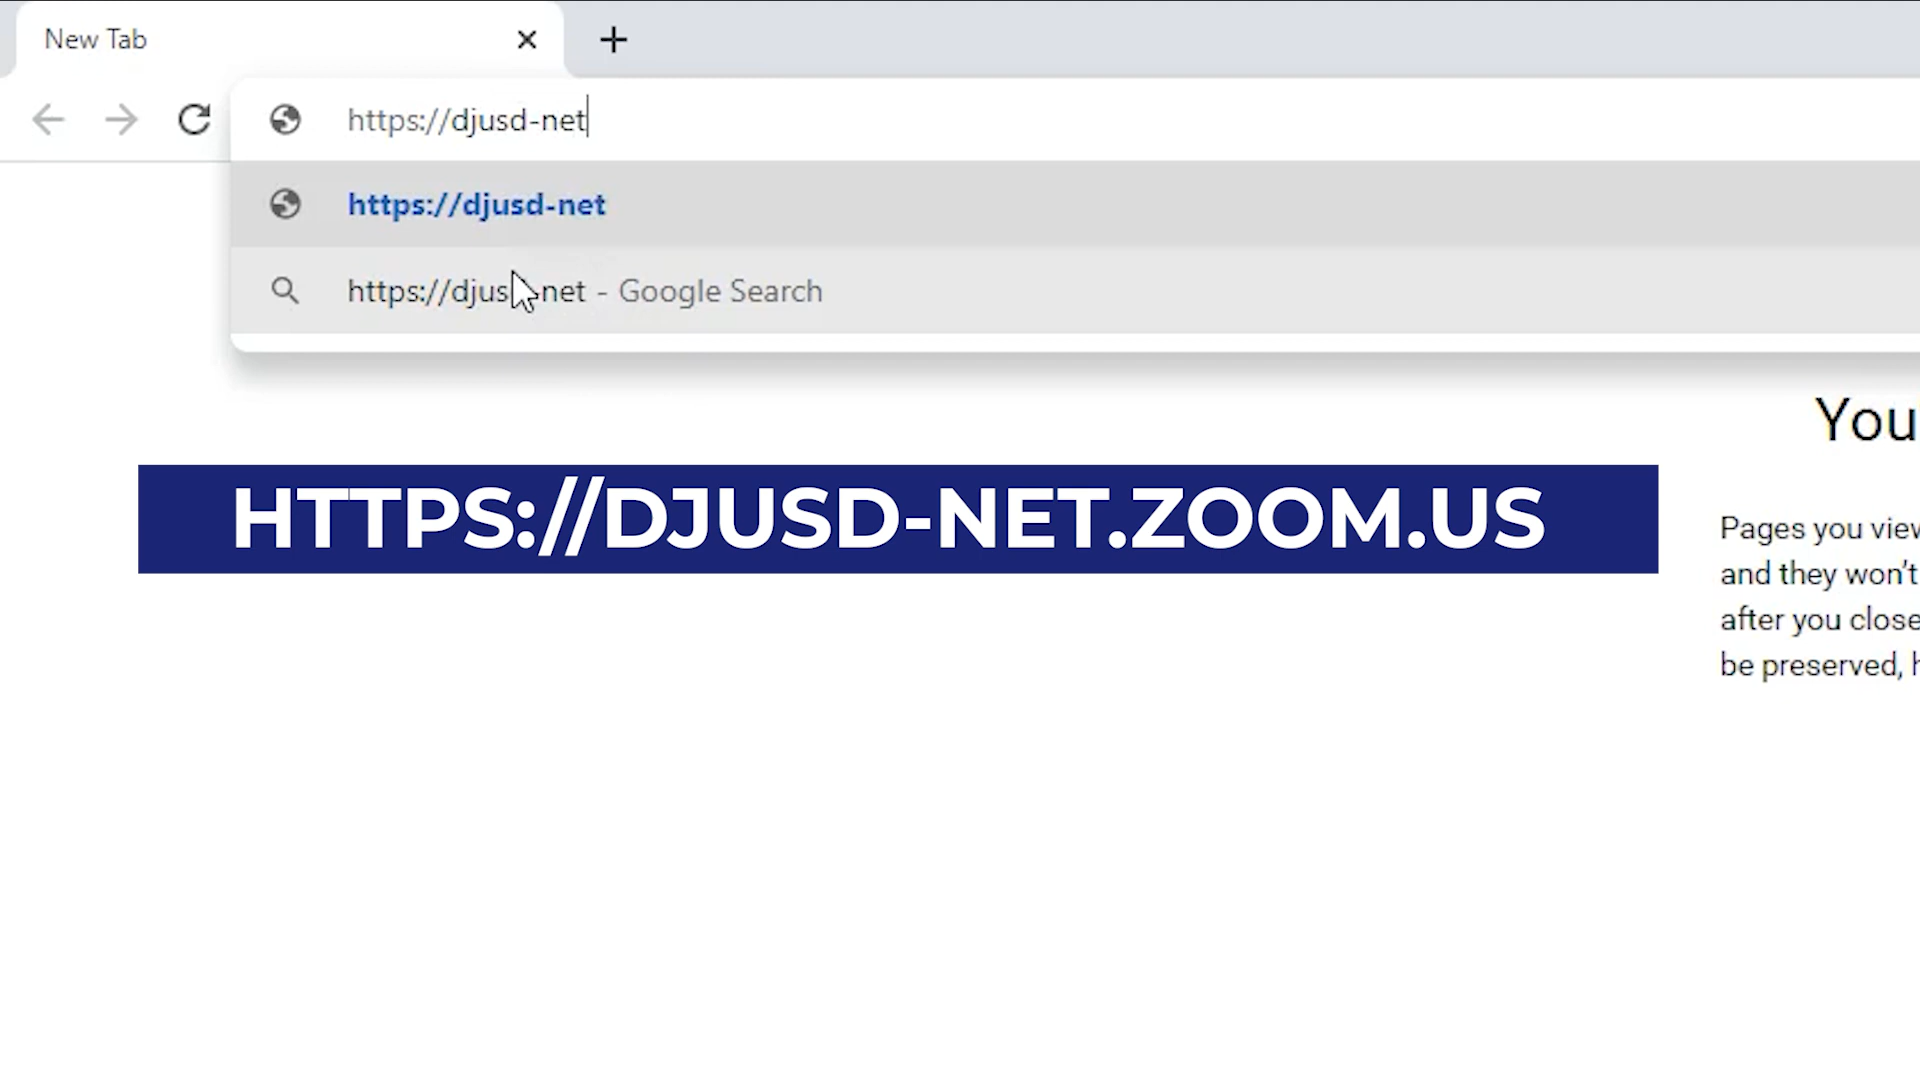 New Tab
https://djusd-net
https://djusd-net
https://djus -net - Google Search
You
HTTPS://DJUSD-NET.ZOOM.US
Pages you view
and they won't
after you close
be preserved, h